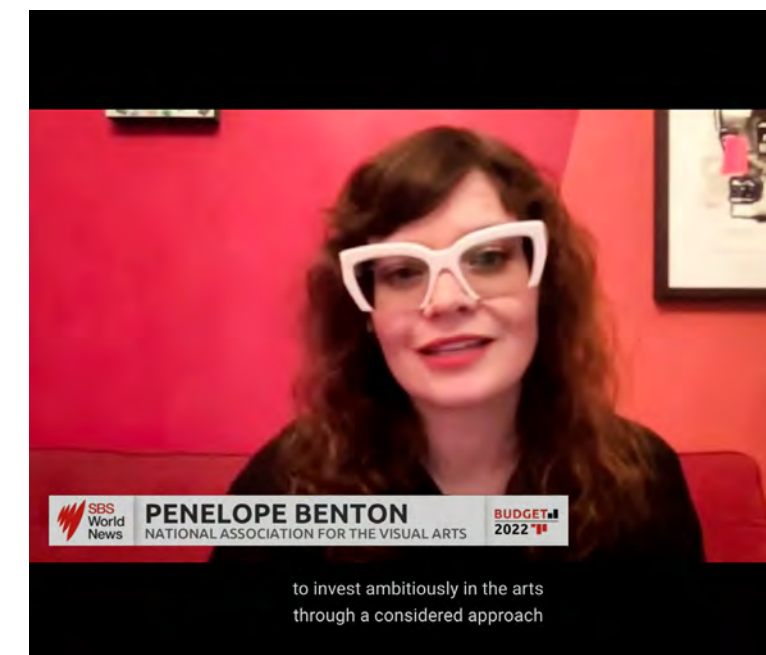 SBS
World
News
PENELOPE BENTON
NATIONAL ASSOCIATION FOR THE VISUAL ARTS
BUDGET
2022
to invest ambitiously in the arts
through a considered approach